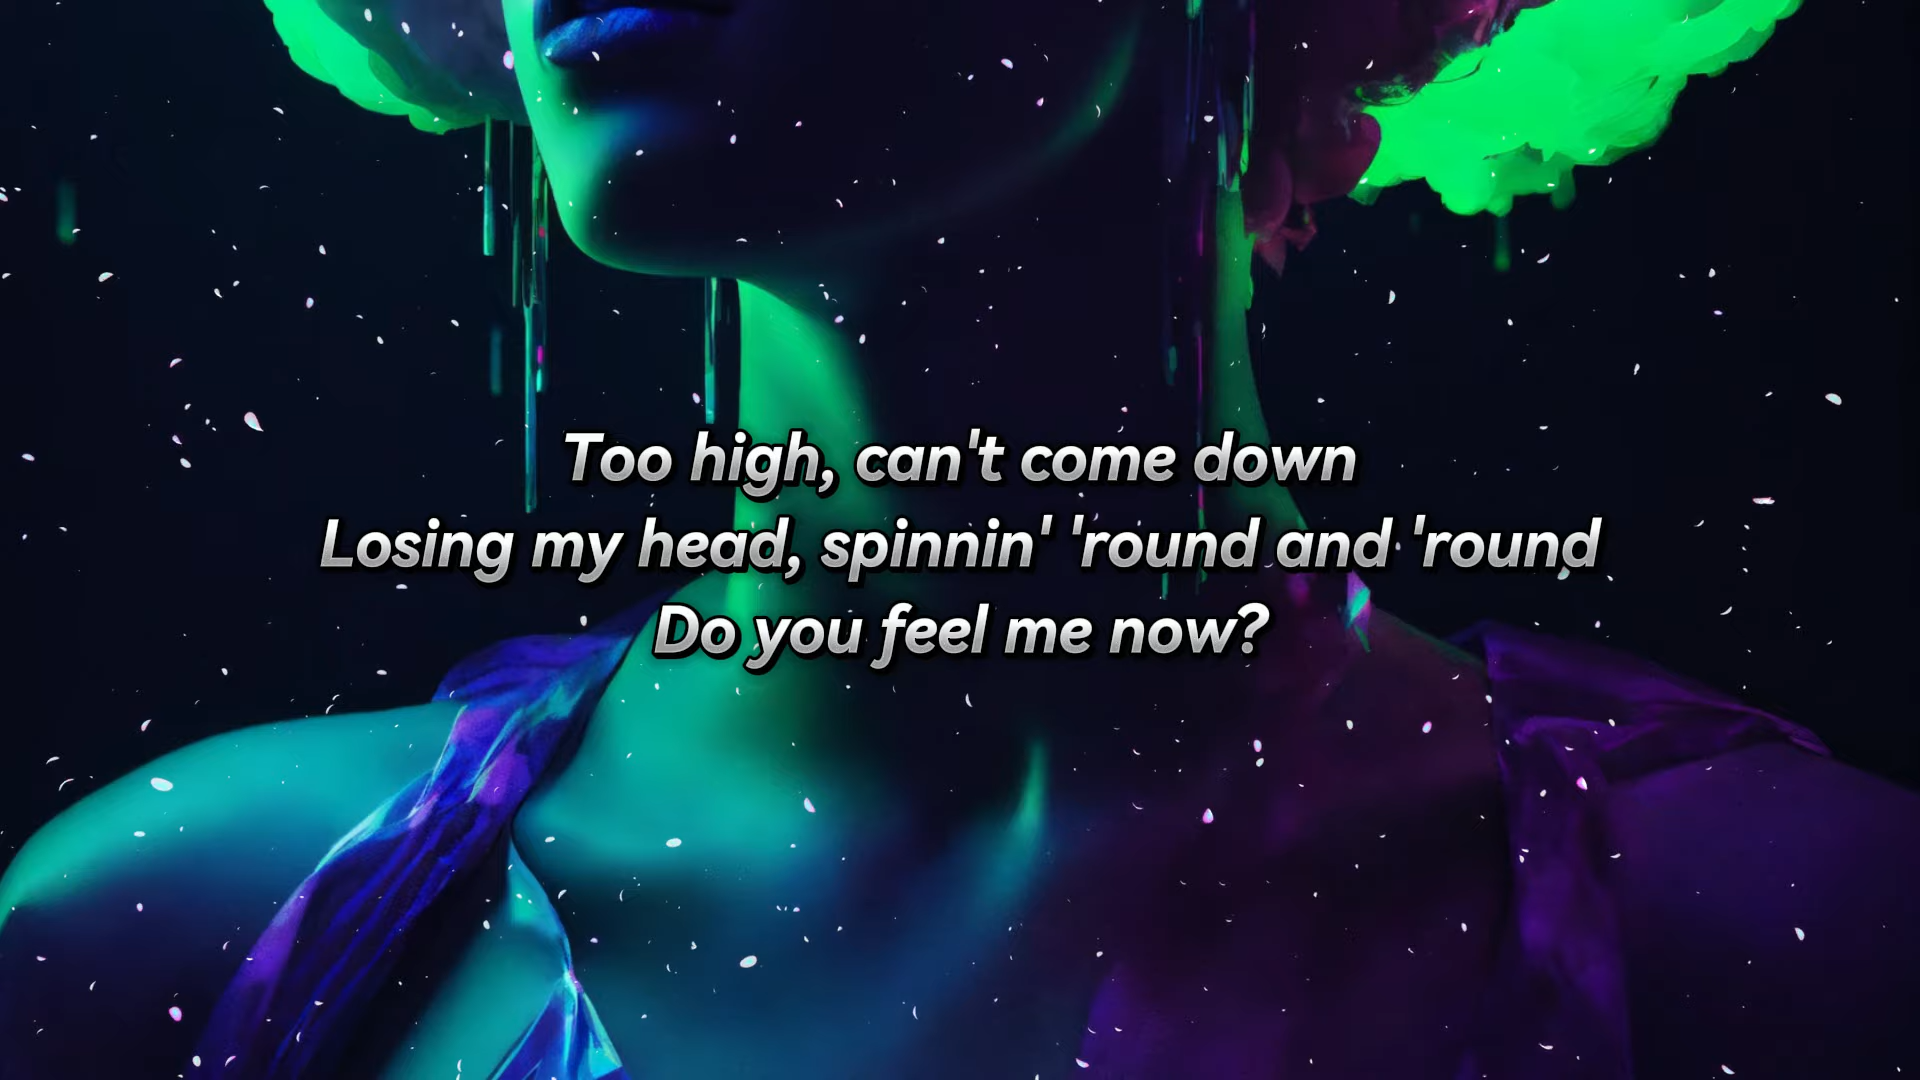 Too high, can't come down
Losing my head, spinnin' 'round and 'round
Do you feel me now?